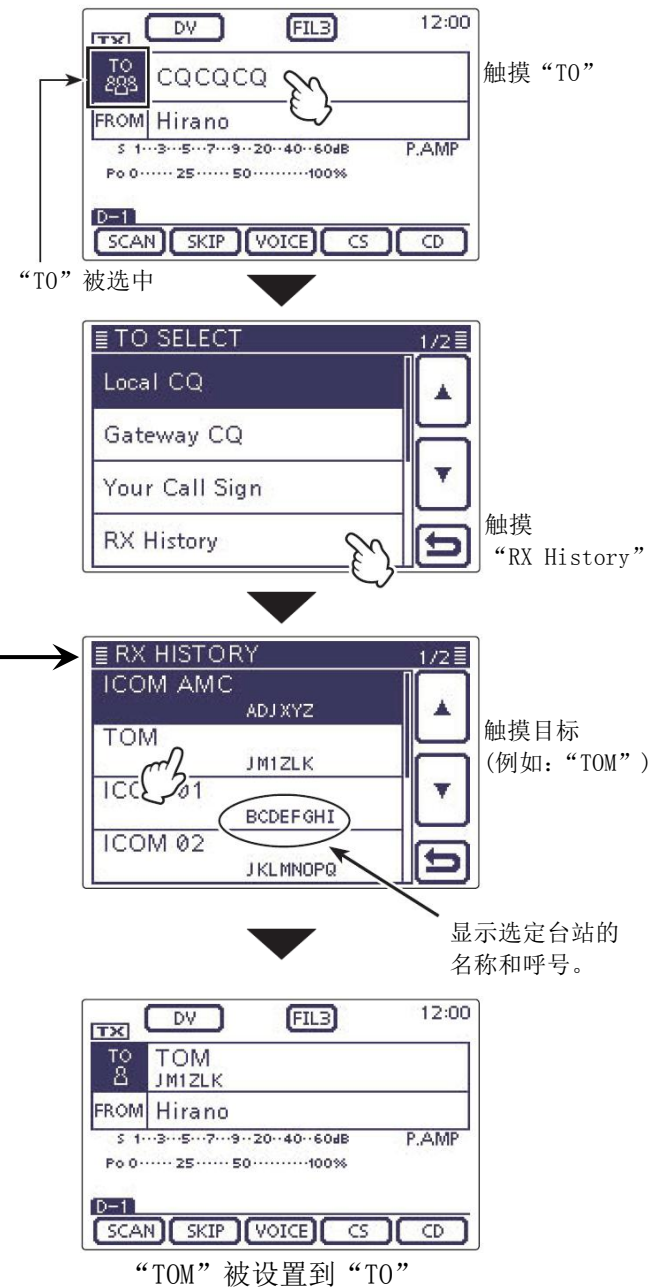 DV FIL3 12:00
TX
TO CQCQCQ
触摸“TO”
FROM Hirano
S 1···3···5···7···9··20··40··60dB P.AMP
Po 0······25······50··········100%
D-1
SCAN SKIP VOICE CS CD
“TO”被选中
TO SELECT 1/2
Local CQ
Gateway CQ
Your Call Sign
RX History
触摸
“RX History”
RX HISTORY 1/2
ICOM AMC
ADJXYZ
TOM
JM1ZLK
触摸目标
(例如:“TOM”)
01
BCDEFGHI
ICOM 02
JKLMNOPQ
显示选定台站的
名称和呼号。
DV FIL3 12:00
TX
TO TOM
JM1ZLK
FROM Hirano
S 1···3···5···7···9··20··40··60dB P.AMP
Po 0······25······50··········100%
D-1
SCAN SKIP VOICE CS CD
“TOM”被设置到“TO”